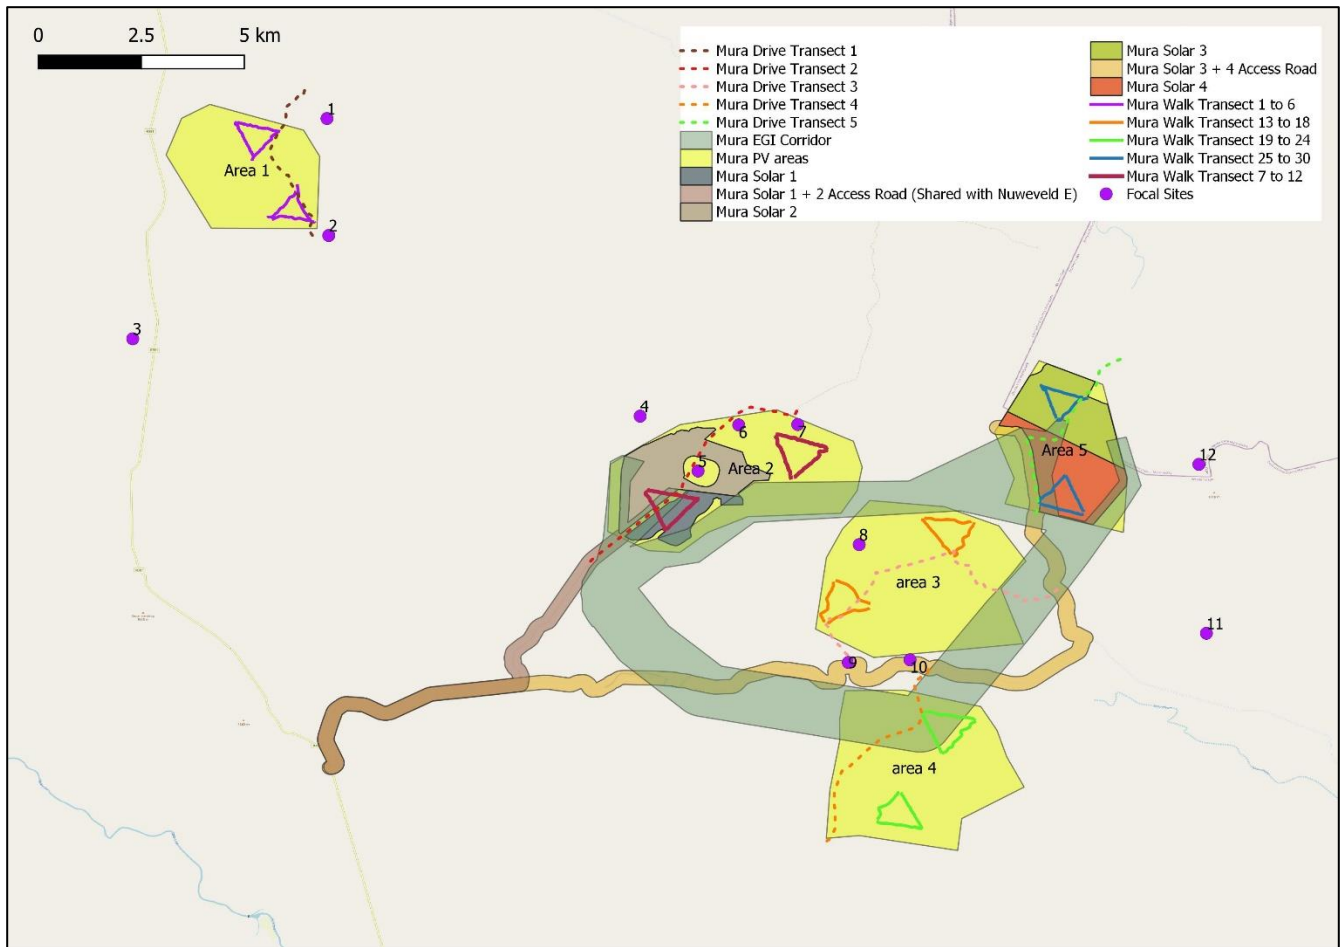 0 2.5 5 km
Mura Drive Transect 1
Mura Drive Transect 2
Mura Drive Transect 3
Mura Drive Transect 4
Mura Drive Transect 5
Mura EGI Corridor
Mura PV areas
Mura Solar 1
Mura Solar 1 + 2 Access Road (Shared with Nuweveld E)
Mura Solar 2
Mura Solar 3
Mura Solar 3 + 4 Access Road
Mura Solar 4
Mura Walk Transect 1 to 6
Mura Walk Transect 13 to 18
Mura Walk Transect 19 to 24
Mura Walk Transect 25 to 30
Mura Walk Transect 7 to 12
Focal Sites
1
Area 1
2
3
4
6
7
5
Area 2
Area 5
12
8
area 3
11
9
10
area 4